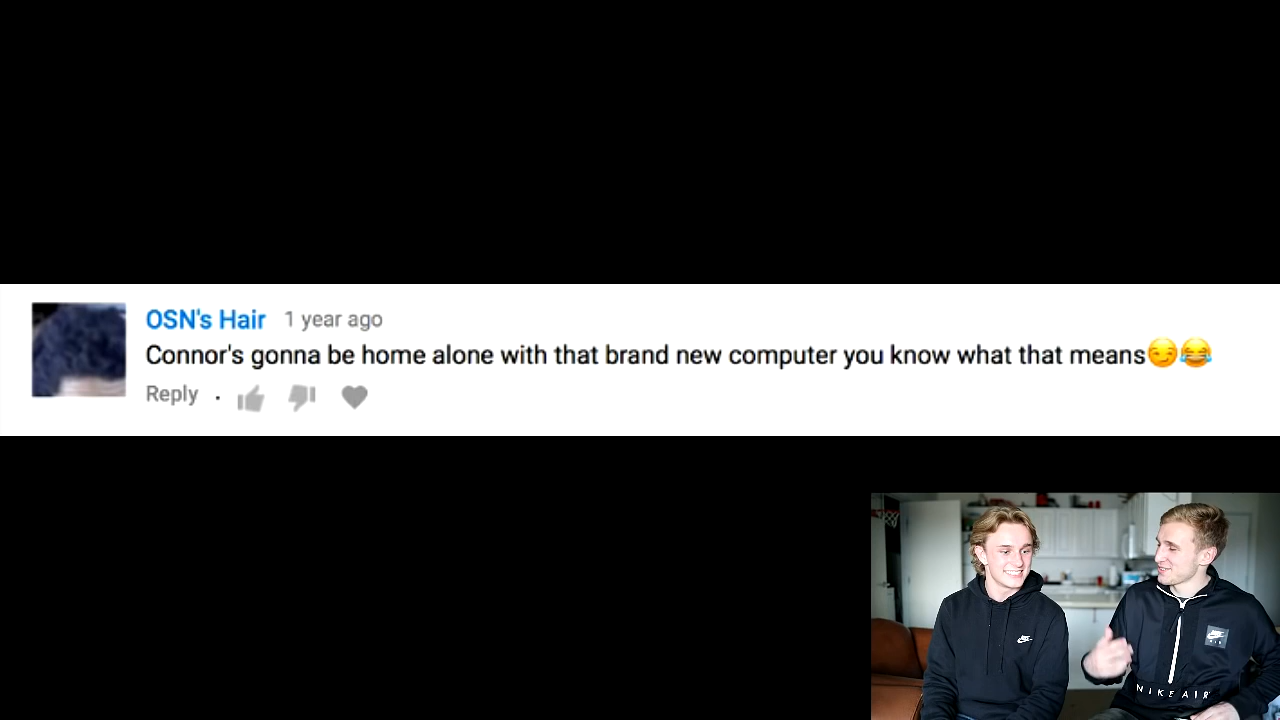 OSN's Hair 1 year ago
Connor's gonna be home alone with that brand new computer you know what that means😏😂
Reply
NIKE AIR